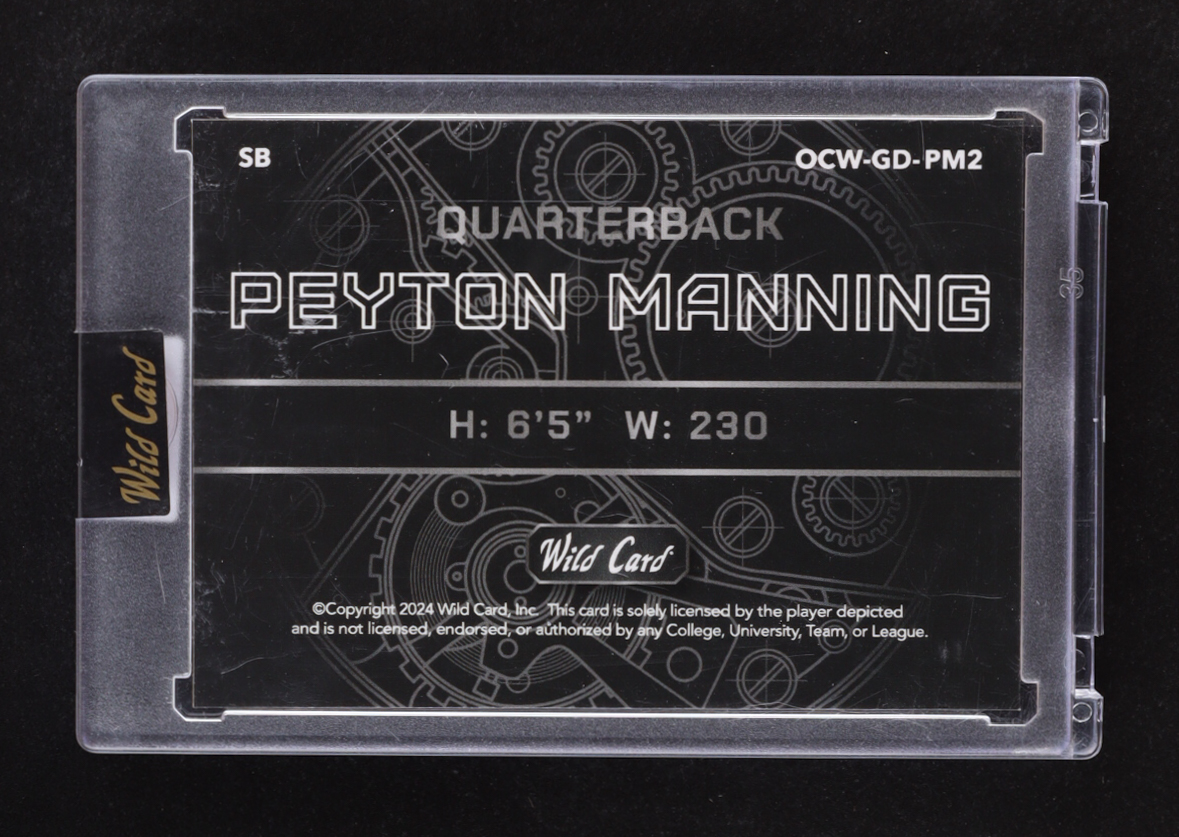 SB
OCW-GD-PM2
QUARTERBACK
PEYTON MANNING
H: 6’5” W: 230
Wild Card
Wild Card
©Copyright 2024 Wild Card, Inc. This card is solely licensed by the player depicted
and is not licensed, endorsed, or authorized by any College, University, Team, or League.
35